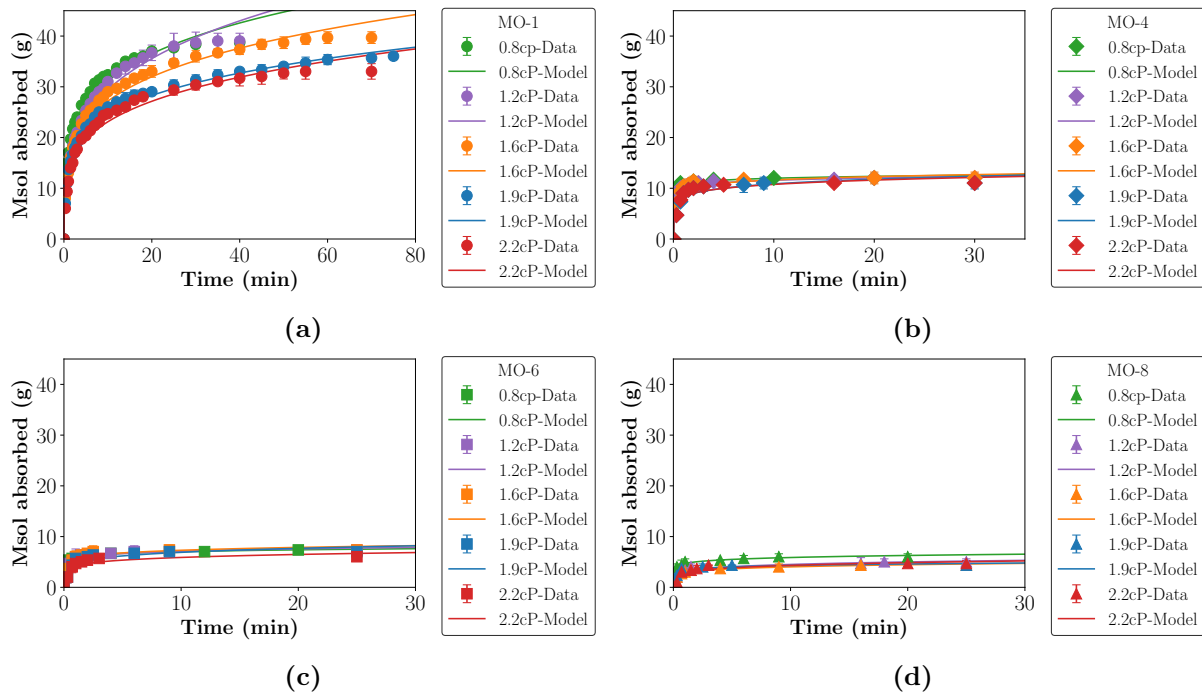 Msol absorbed (g)
40
30
20
10
0
0
20
40
60
80
Time (min)
MO-1
0.8cp-Data
0.8cP-Model
1.2cP-Data
1.2cP-Model
1.6cP-Data
1.6cP-Model
1.9cP-Data
1.9cP-Model
2.2cP-Data
2.2cP-Model
(a)
Msol absorbed (g)
40
30
20
10
0
0
10
20
30
Time (min)
MO-4
0.8cp-Data
0.8cP-Model
1.2cP-Data
1.2cP-Model
1.6cP-Data
1.6cP-Model
1.9cP-Data
1.9cP-Model
2.2cP-Data
2.2cP-Model
(b)
Msol absorbed (g)
40
30
20
10
0
0
10
20
30
Time (min)
MO-6
0.8cp-Data
0.8cP-Model
1.2cP-Data
1.2cP-Model
1.6cP-Data
1.6cP-Model
1.9cP-Data
1.9cP-Model
2.2cP-Data
2.2cP-Model
(c)
Msol absorbed (g)
40
30
20
10
0
0
10
20
30
Time (min)
MO-8
0.8cp-Data
0.8cP-Model
1.2cP-Data
1.2cP-Model
1.6cP-Data
1.6cP-Model
1.9cP-Data
1.9cP-Model
2.2cP-Data
2.2cP-Model
(d)